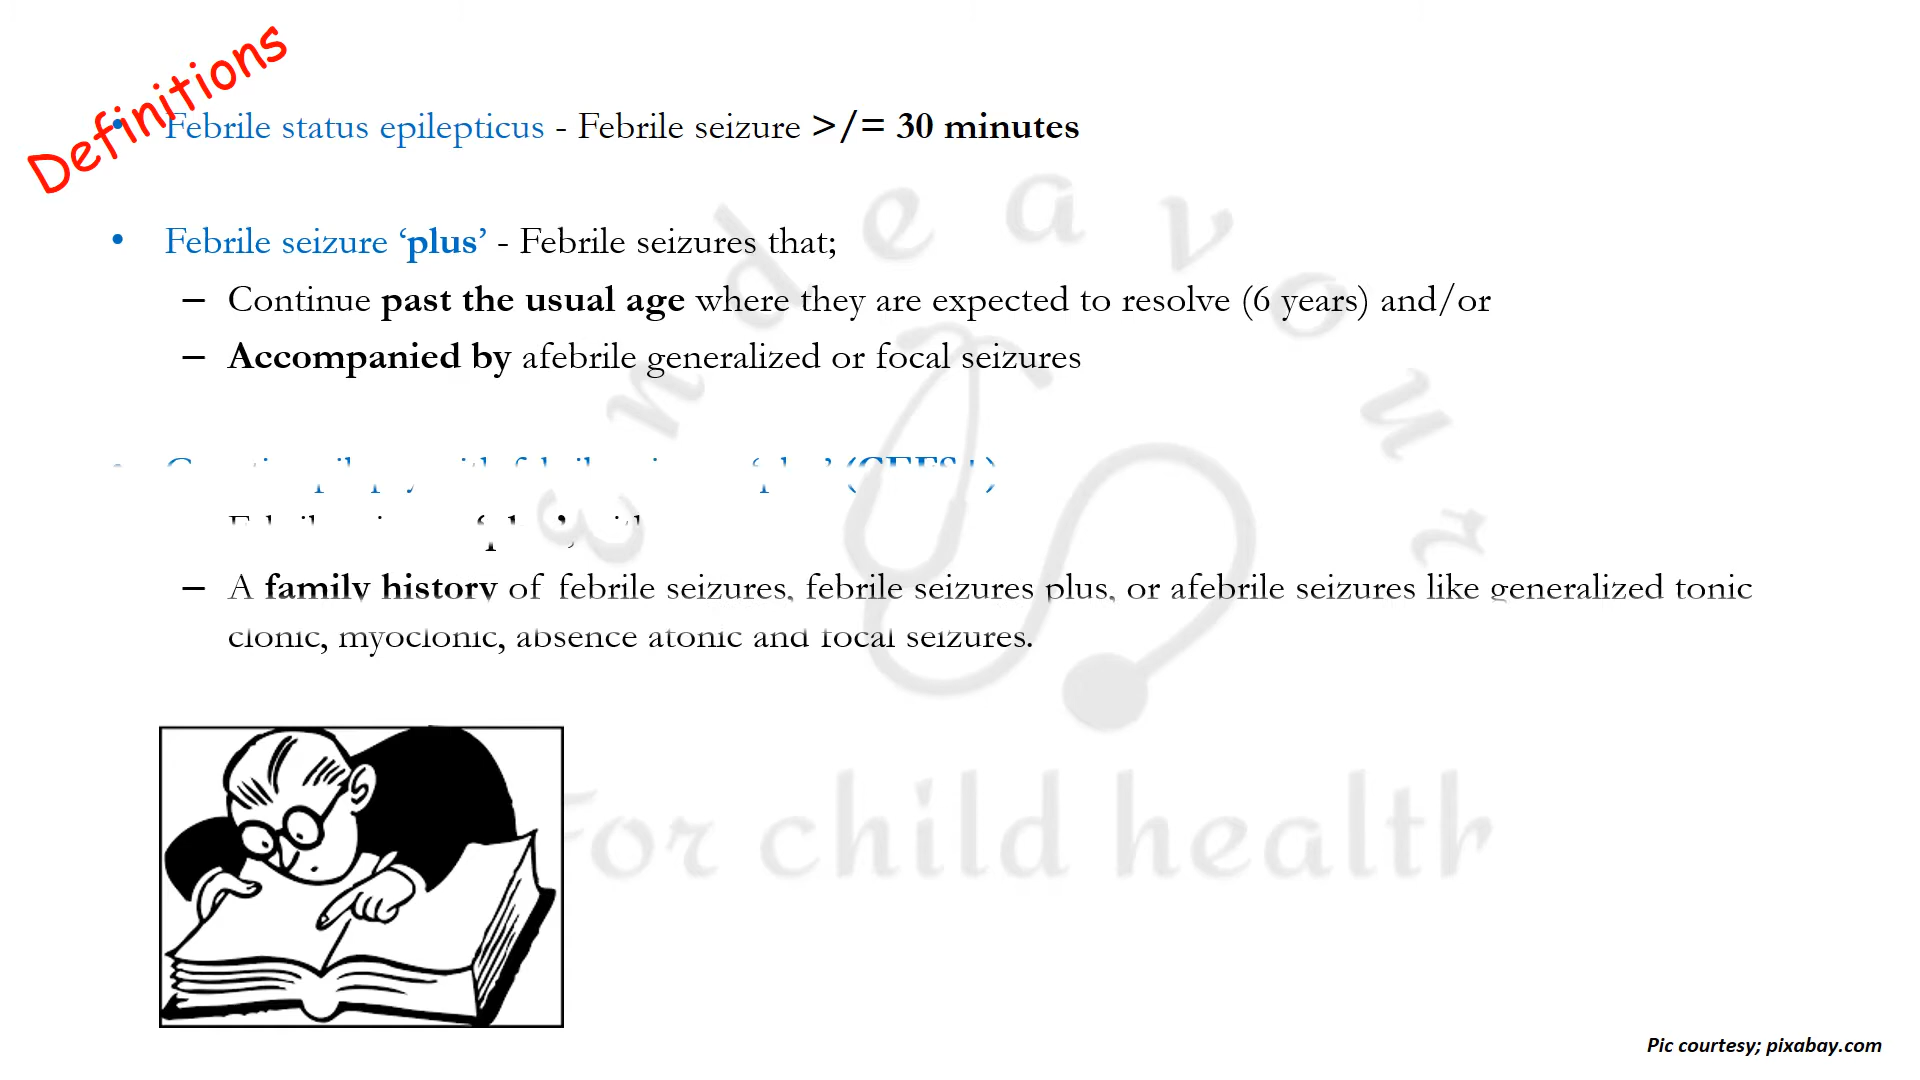 Definitions
• Febrile status epilepticus - Febrile seizure >/= 30 minutes
• Febrile seizure ‘plus’ - Febrile seizures that;
– Continue past the usual age where they are expected to resolve (6 years) and/or
– Accompanied by afebrile generalized or focal seizures
– A family history of febrile seizures, febrile seizures plus, or afebrile seizures like generalized tonic
clonic, myoclonic, absence atonic and focal seizures.
Endeavour
For child health
Pic courtesy; pixabay.com